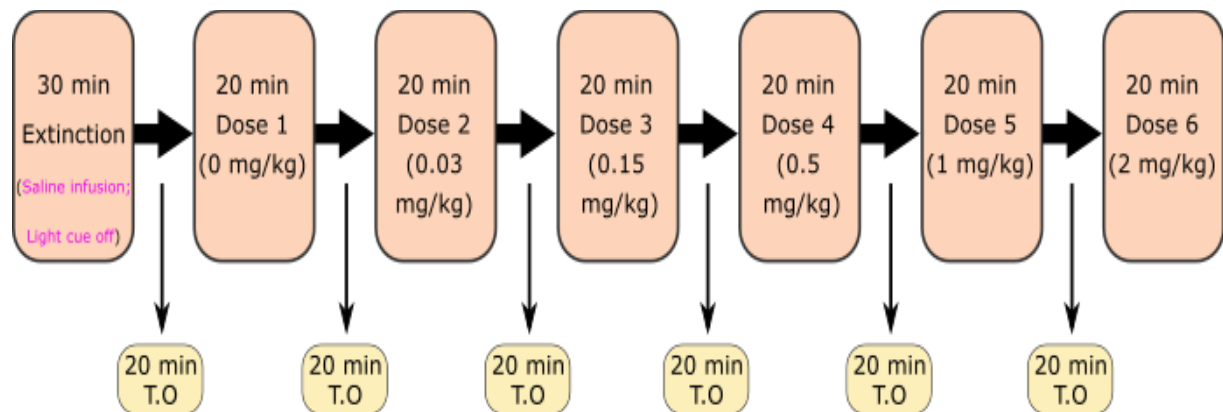 30 min
Extinction
(Saline infusion;
Light cue off)
20 min
Dose 1
(0 mg/kg)
20 min
Dose 2
(0.03
mg/kg)
20 min
Dose 3
(0.15
mg/kg)
20 min
Dose 4
(0.5
mg/kg)
20 min
Dose 5
(1 mg/kg)
20 min
Dose 6
(2 mg/kg)
20 min
T.O
20 min
T.O
20 min
T.O
20 min
T.O
20 min
T.O
20 min
T.O